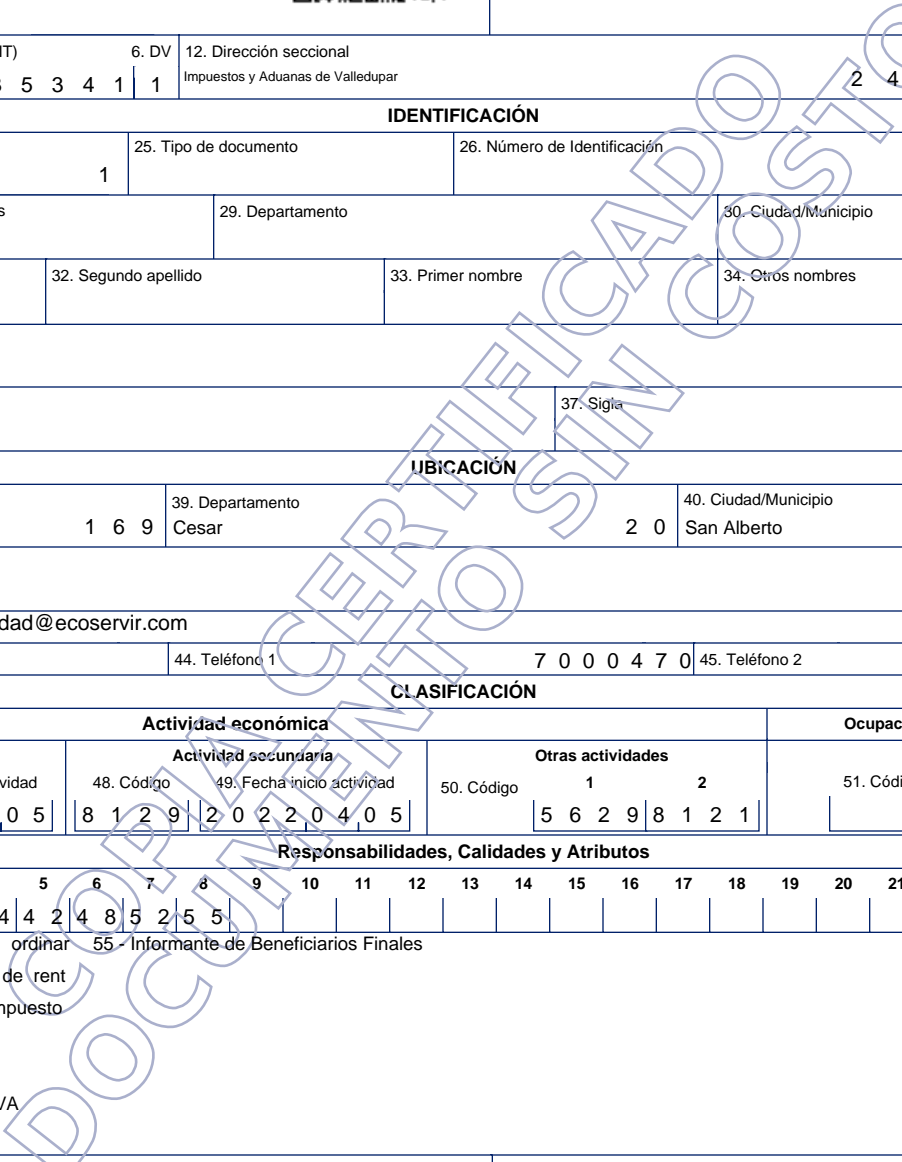 IT) 6. DV 12. Dirección seccional
5 3 4 1 1 Impuestos y Aduanas de Valledupar 2 4
IDENTIFICACIÓN
25. Tipo de documento 26. Número de Identificación
1
s 29. Departamento 30. Ciudad/Municipio
32. Segundo apellido 33. Primer nombre 34. Otros nombres
37. Sigla
UBICACIÓN
39. Departamento 40. Ciudad/Municipio
1 6 9 Cesar 2 0 San Alberto
dad@ecoservir.com
44. Teléfono 1 7 0 0 0 4 7 0 45. Teléfono 2
CLASIFICACIÓN
Actividad económica Ocupac
Actividad secundaria Otras actividades
vidad 48. Código 49. Fecha inicio actividad 50. Código 1 2 51. Códi
0 5 8 1 2 9 2 0 2 2 0 4 0 5 5 6 2 9 8 1 2 1
Responsabilidades, Calidades y Atributos
5 6 7 8 9 10 11 12 13 14 15 16 17 18 19 20 21
4 4 2 4 8 5 2 5 5
ordinar 55 - Informante de Beneficiarios Finales
de rent
mpuesto
VA
COPIA CERTIFICADO
DOCUMENTO SIN COSTO